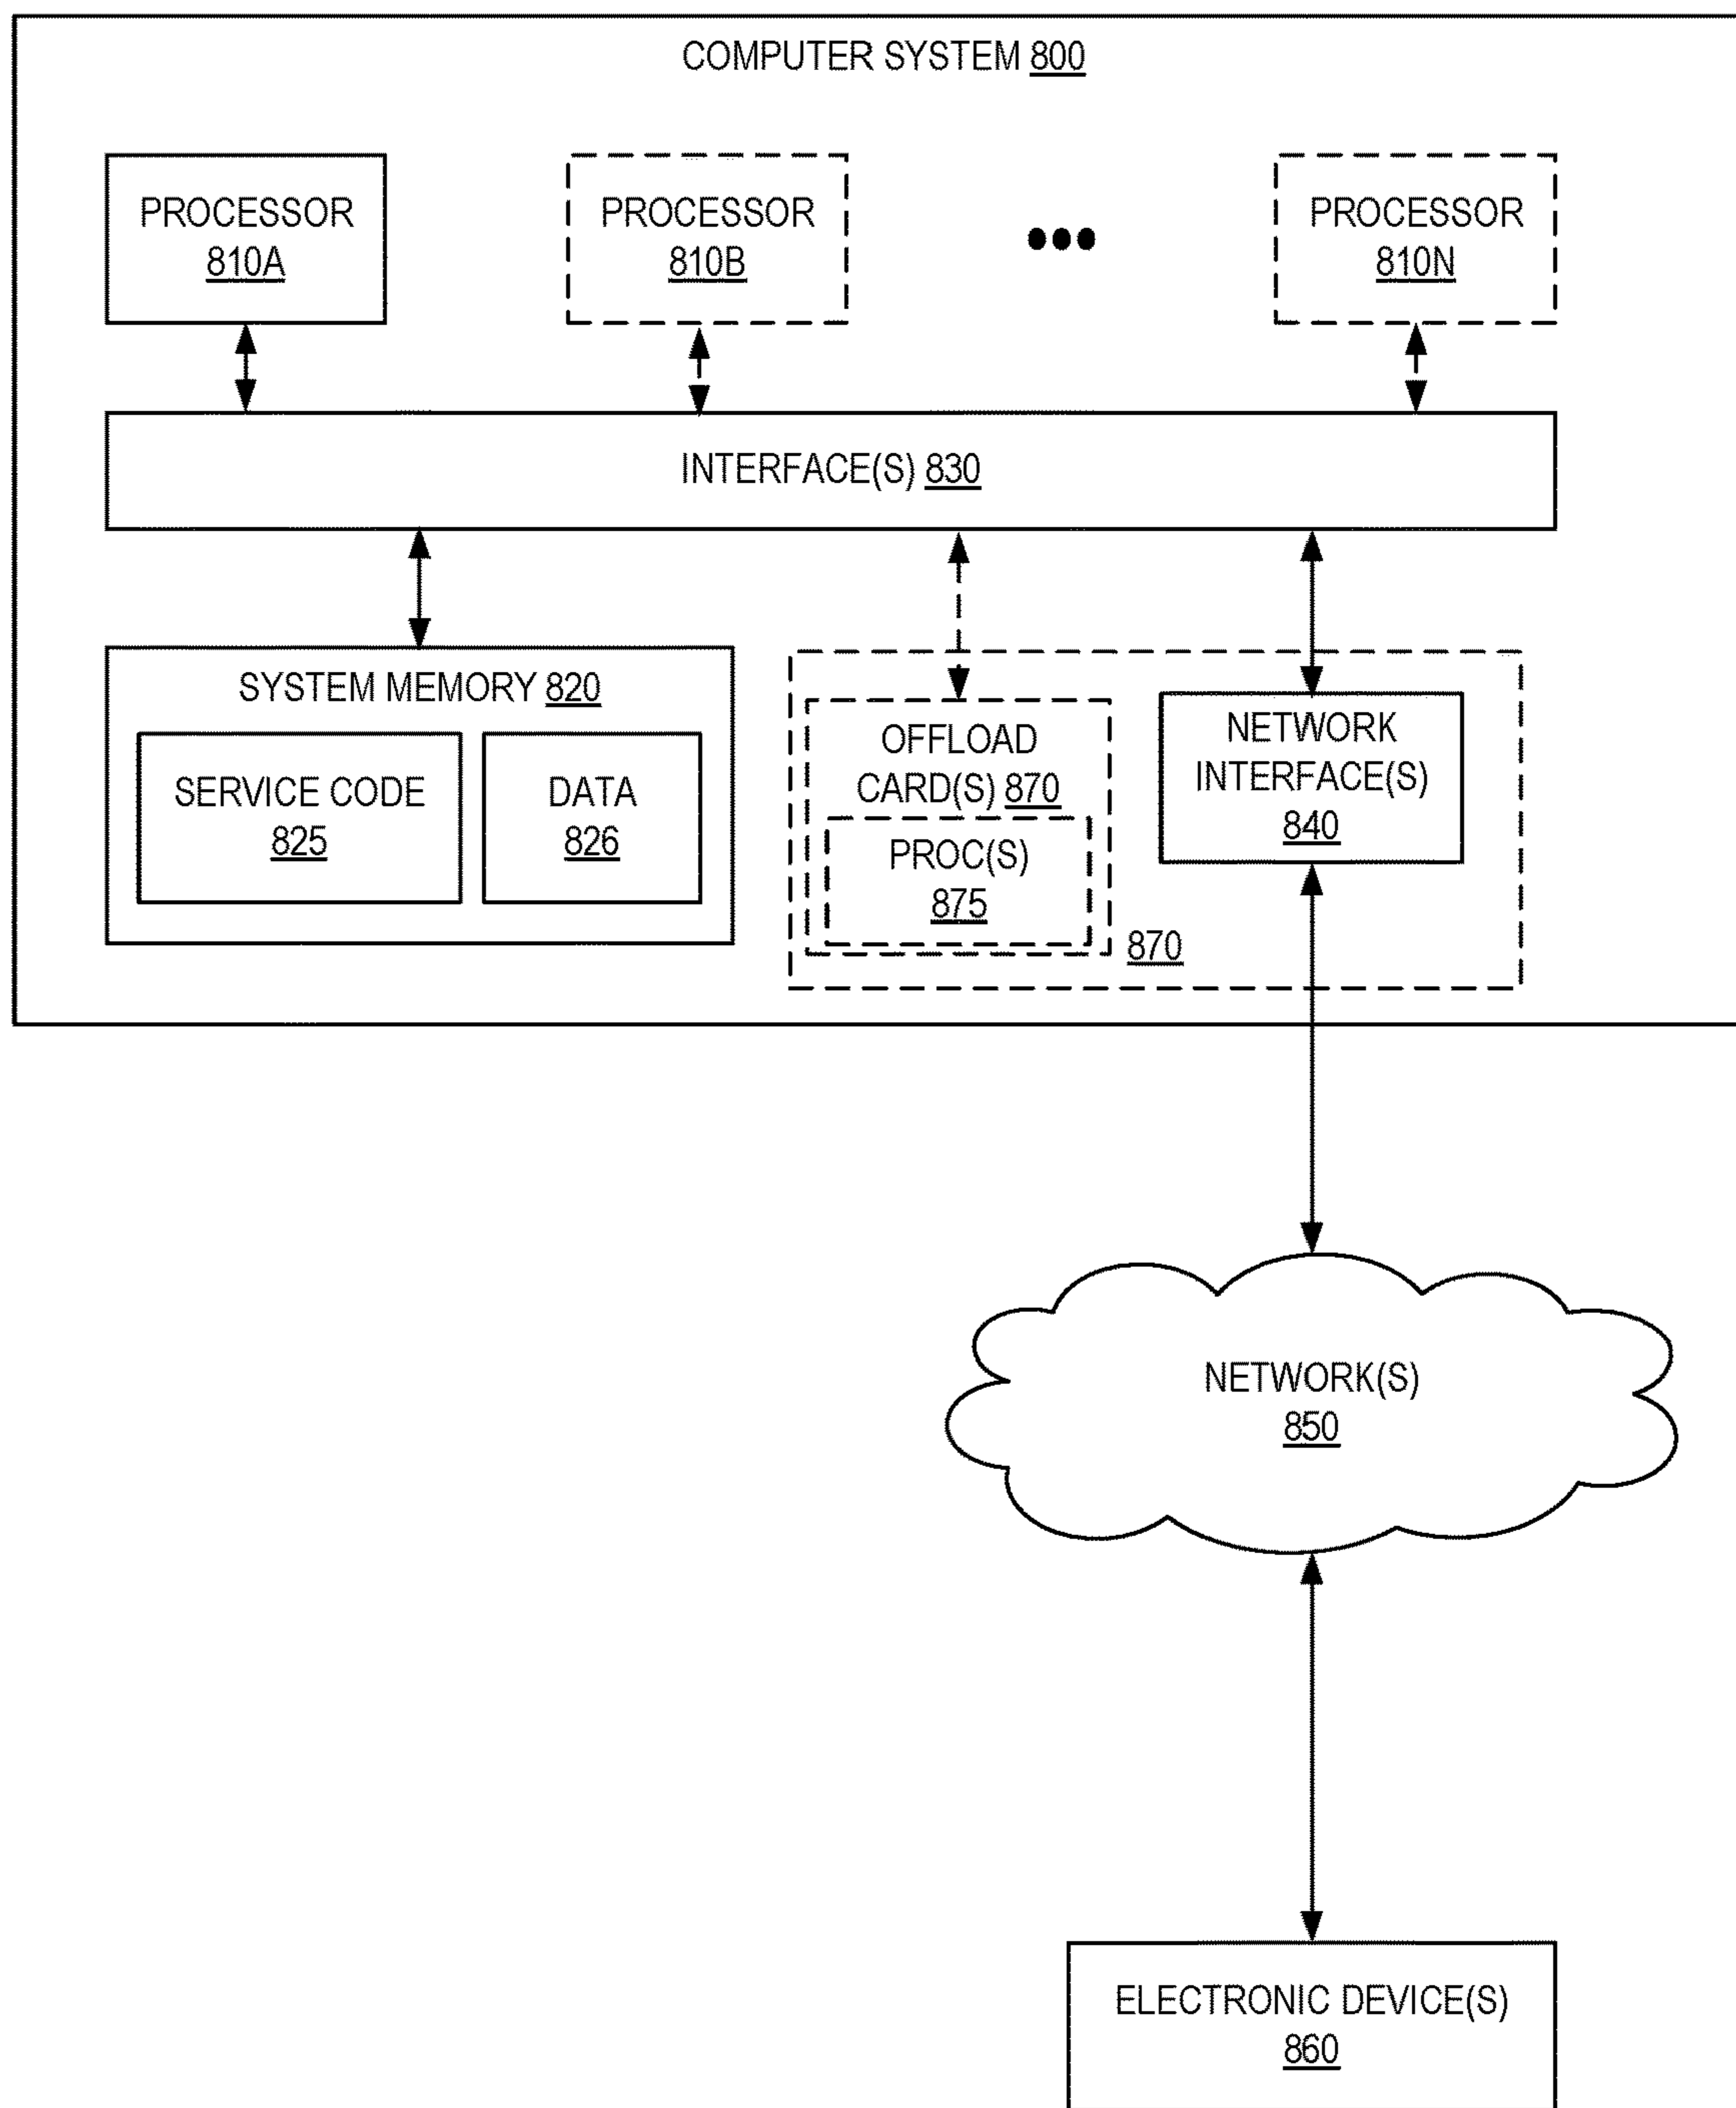 COMPUTER SYSTEM 800
PROCESSOR
810A
PROCESSOR
810B
PROCESSOR
810N
INTERFACE(S) 830
SYSTEM MEMORY 820
SERVICE CODE
825
DATA
826
OFFLOAD
CARD(S) 870
PROC(S)
875
870
NETWORK
INTERFACE(S)
840
NETWORK(S)
850
ELECTRONIC DEVICE(S)
860